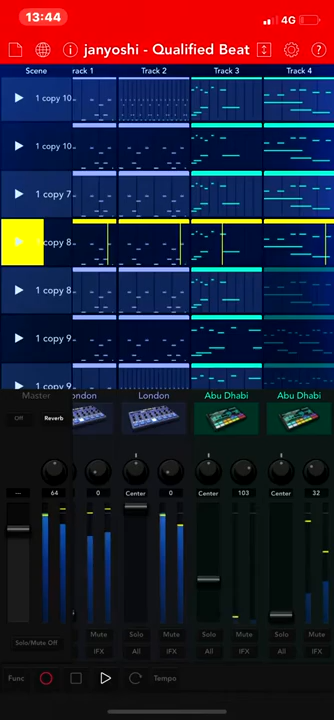 13:44
4G
janyoshi - Qualified Beat
Scene
rack 1
Track 2
Track 3
Track 4
1 copy 10
1 copy 10
1 copy 7
copy 8
1 copy 8
1 copy 9
1 copy 9
Master
ondon
London
Abu Dhabi
Abu Dhabi
Off
Reverb
---
64
0
Center
0
Center
103
Center
32
Solo/Mute Off
Mute
Solo
Mute
Solo
Mute
Solo
Mute
IFX
All
IFX
All
IFX
All
IFX
Func
Tempo